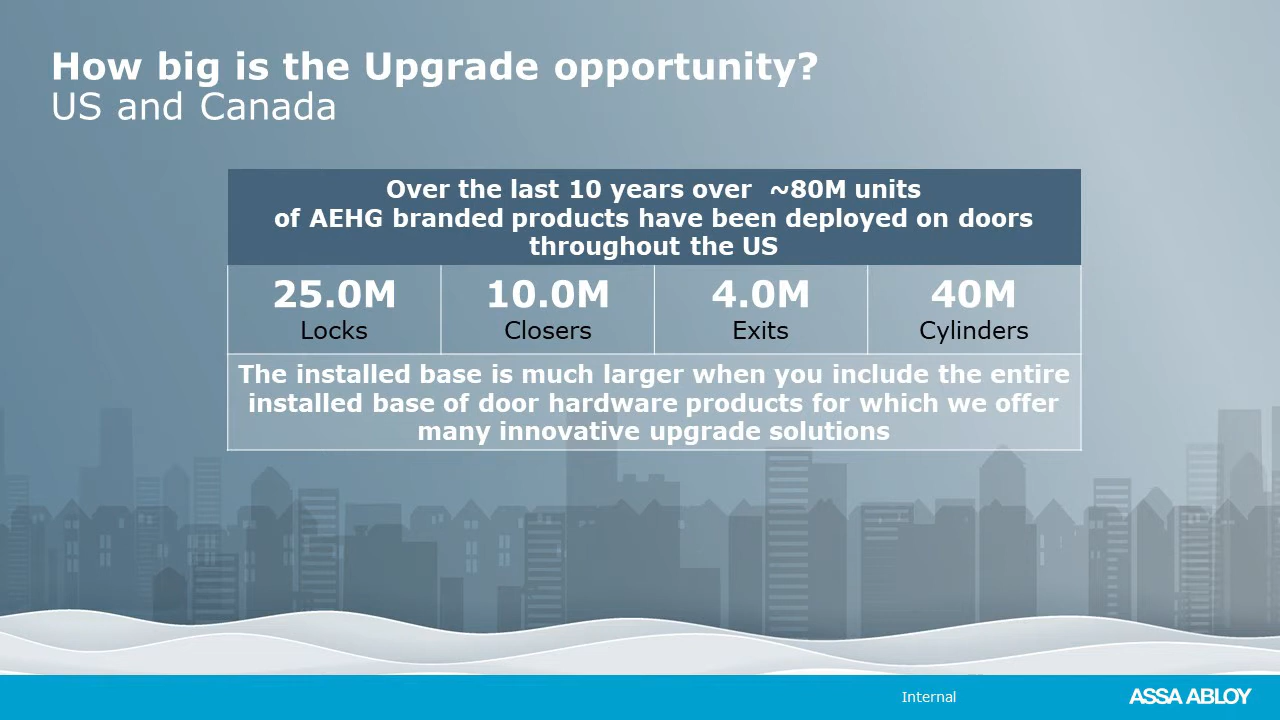 How big is the Upgrade opportunity?
US and Canada
Over the last 10 years over ~80M units
of AEHG branded products have been deployed on doors
throughout the US
25.0M
Locks
10.0M
Closers
4.0M
Exits
40M
Cylinders
The installed base is much larger when you include the entire
installed base of door hardware products for which we offer
many innovative upgrade solutions
Internal
ASSA ABLOY